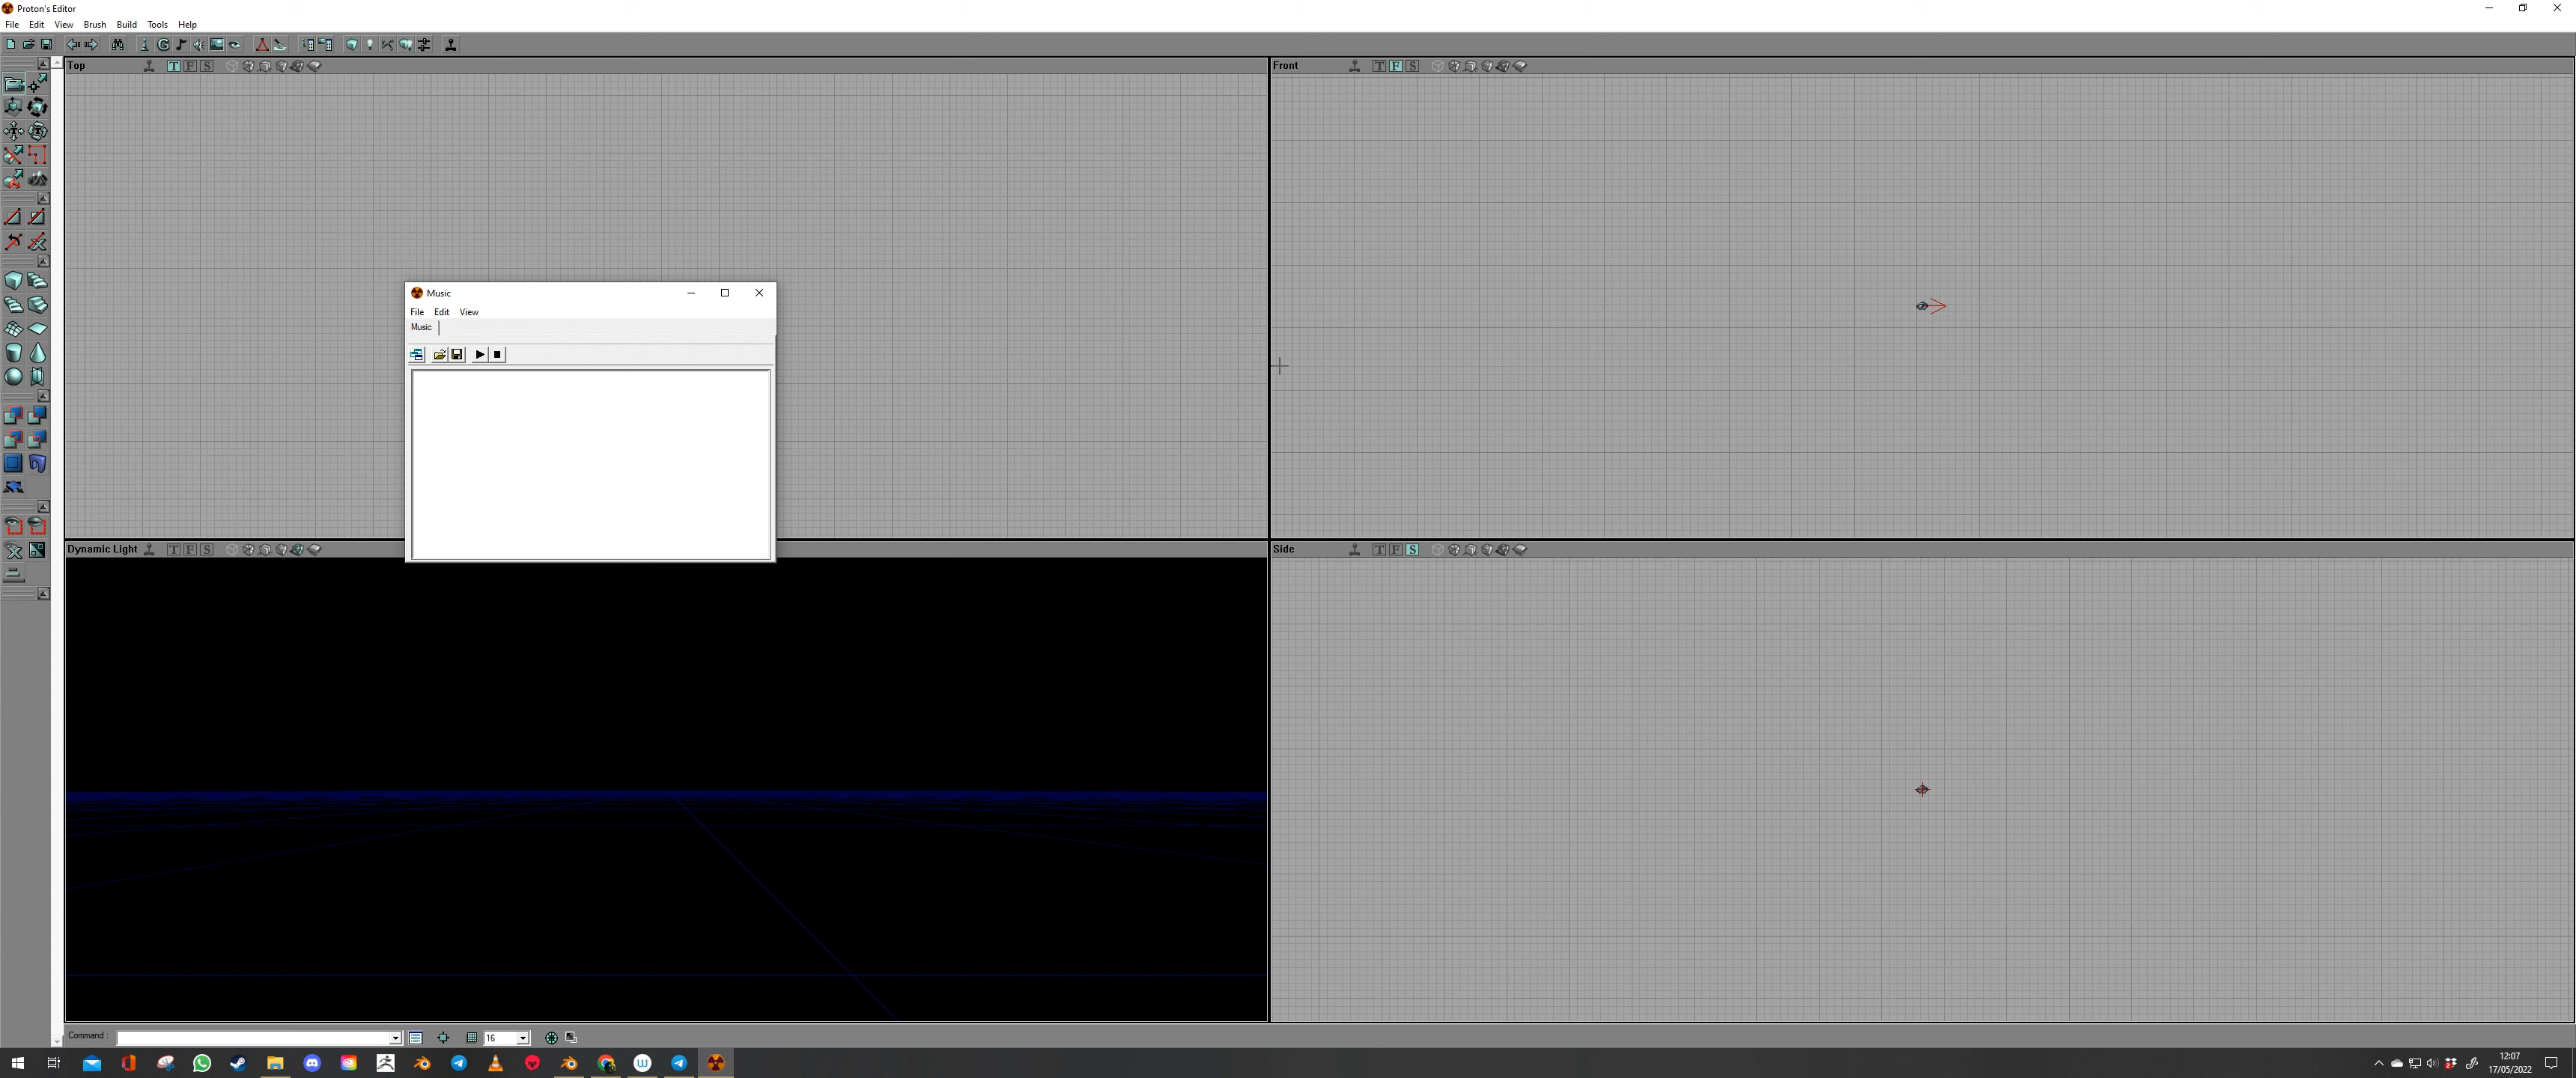 Proton's Editor
File Edit View Brush Build Tools Help
Top T F S
Front T F S
Music
File Edit View
Music
Dynamic Light T F S
Side T F S
Command : 16
12:07
17/05/2022